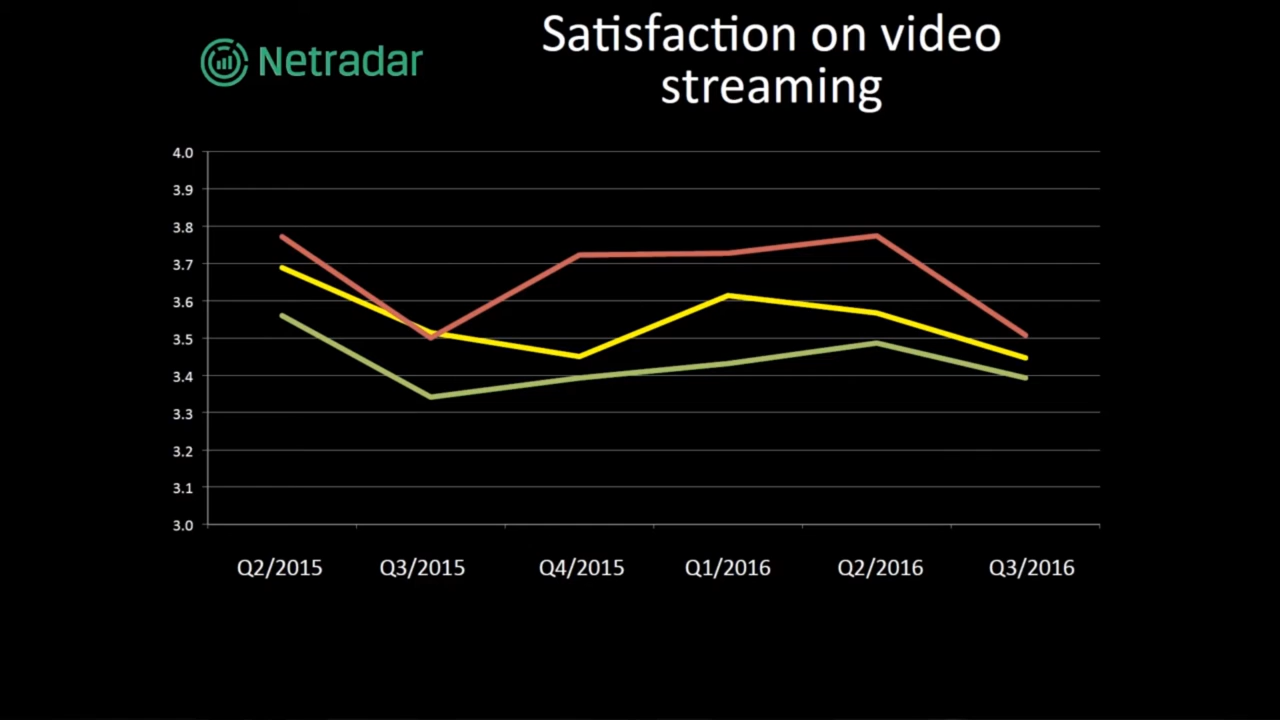 Netradar
Satisfaction on video
streaming
4.0
3.9
3.8
3.7
3.6
3.5
3.4
3.3
3.2
3.1
3.0
Q2/2015 Q3/2015 Q4/2015 Q1/2016 Q2/2016 Q3/2016